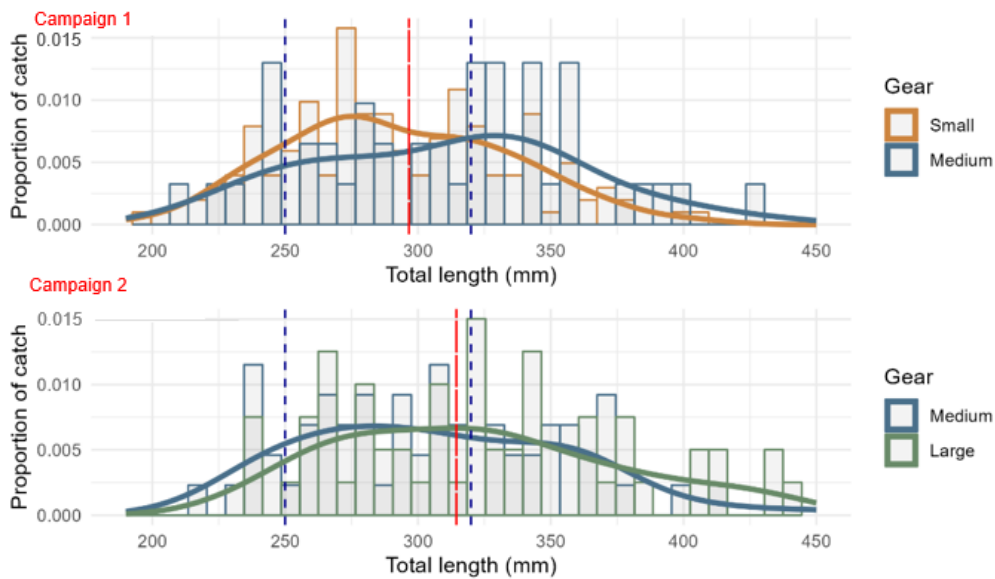 Campaign 1
Proportion of catch
0.015
0.010
0.005
0.000
200 250 300 350 400 450
Total length (mm)
Gear
Small
Medium
Campaign 2
Proportion of catch
0.015
0.010
0.005
0.000
200 250 300 350 400 450
Total length (mm)
Gear
Medium
Large